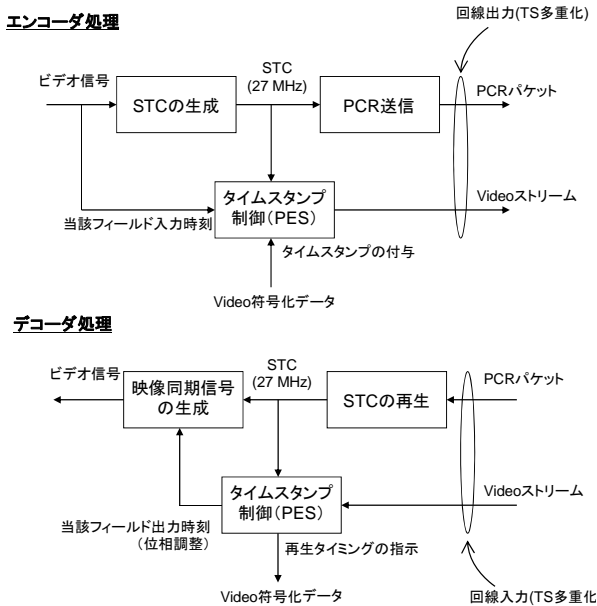 エンコーダ処理
回線出力(TS多重化)
ビデオ信号
STC
(27 MHz)
STCの生成
PCR送信
PCRパケット
タイムスタンプ
制御(PES)
当該フィールド入力時刻
Videoストリーム
タイムスタンプの付与
Video符号化データ
デコーダ処理
ビデオ信号
STC
(27 MHz)
映像同期信号
の生成
STCの再生
PCRパケット
タイムスタンプ
制御(PES)
Videoストリーム
当該フィールド出力時刻
(位相調整)
再生タイミングの指示
Video符号化データ
回線入力(TS多重化